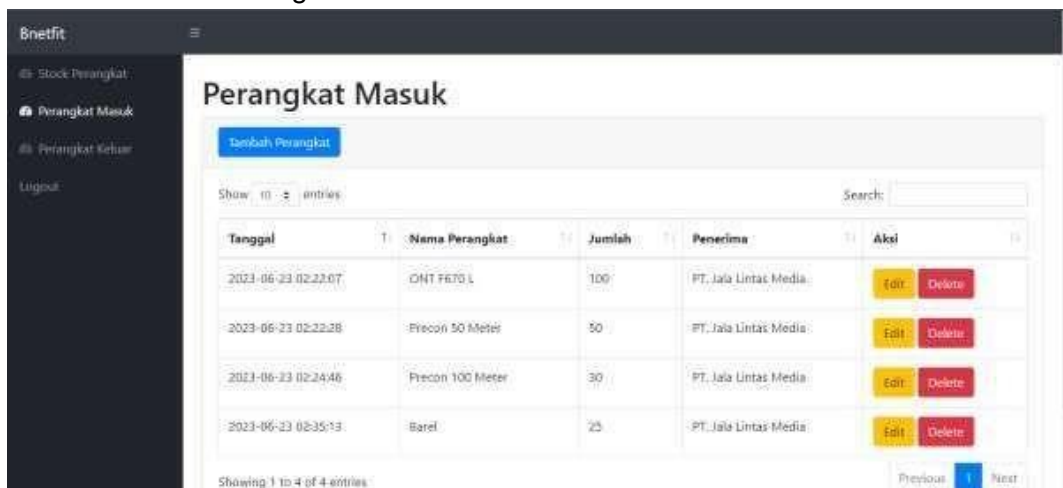 Bnetfit
Stock Perangkat
Perangkat Masuk
Perangkat Keluar
Logout
Perangkat Masuk
Tambah Perangkat
Show 10 entries
Search:
Tanggal Nama Perangkat Jumlah Penerima Aksi
2023-06-23 02:22:07 ONT F670 L 100 PT. Jala Lintas Media Edit Delete
2023-06-23 02:22:28 Precon 50 Meter 50 PT. Jala Lintas Media Edit Delete
2023-06-23 02:24:46 Precon 100 Meter 30 PT. Jala Lintas Media Edit Delete
2023-06-23 02:35:13 Barel 25 PT. Jala Lintas Media Edit Delete
Showing 1 to 4 of 4 entries
Previous 1 Next